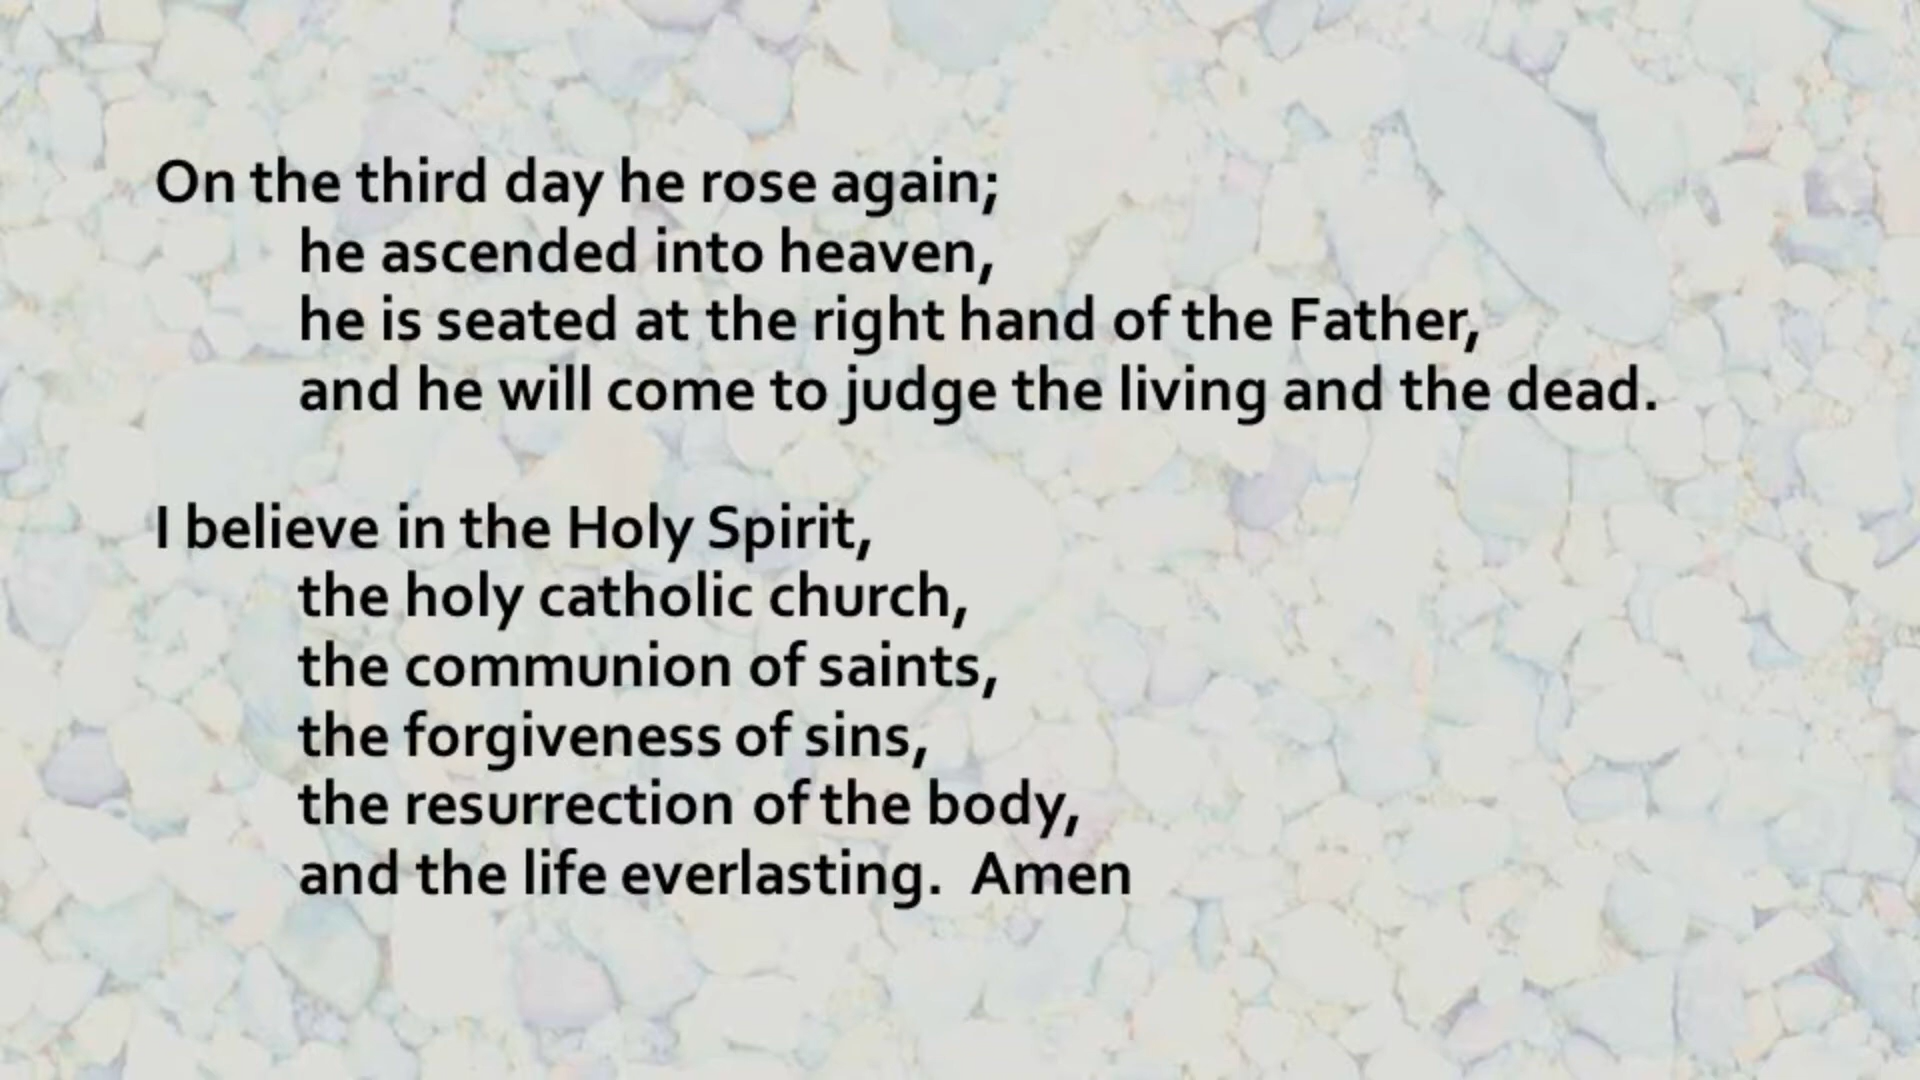 On the third day he rose again;
he ascended into heaven,
he is seated at the right hand of the Father,
and he will come to judge the living and the dead.
I believe in the Holy Spirit,
the holy catholic church,
the communion of saints,
the forgiveness of sins,
the resurrection of the body,
and the life everlasting.  Amen